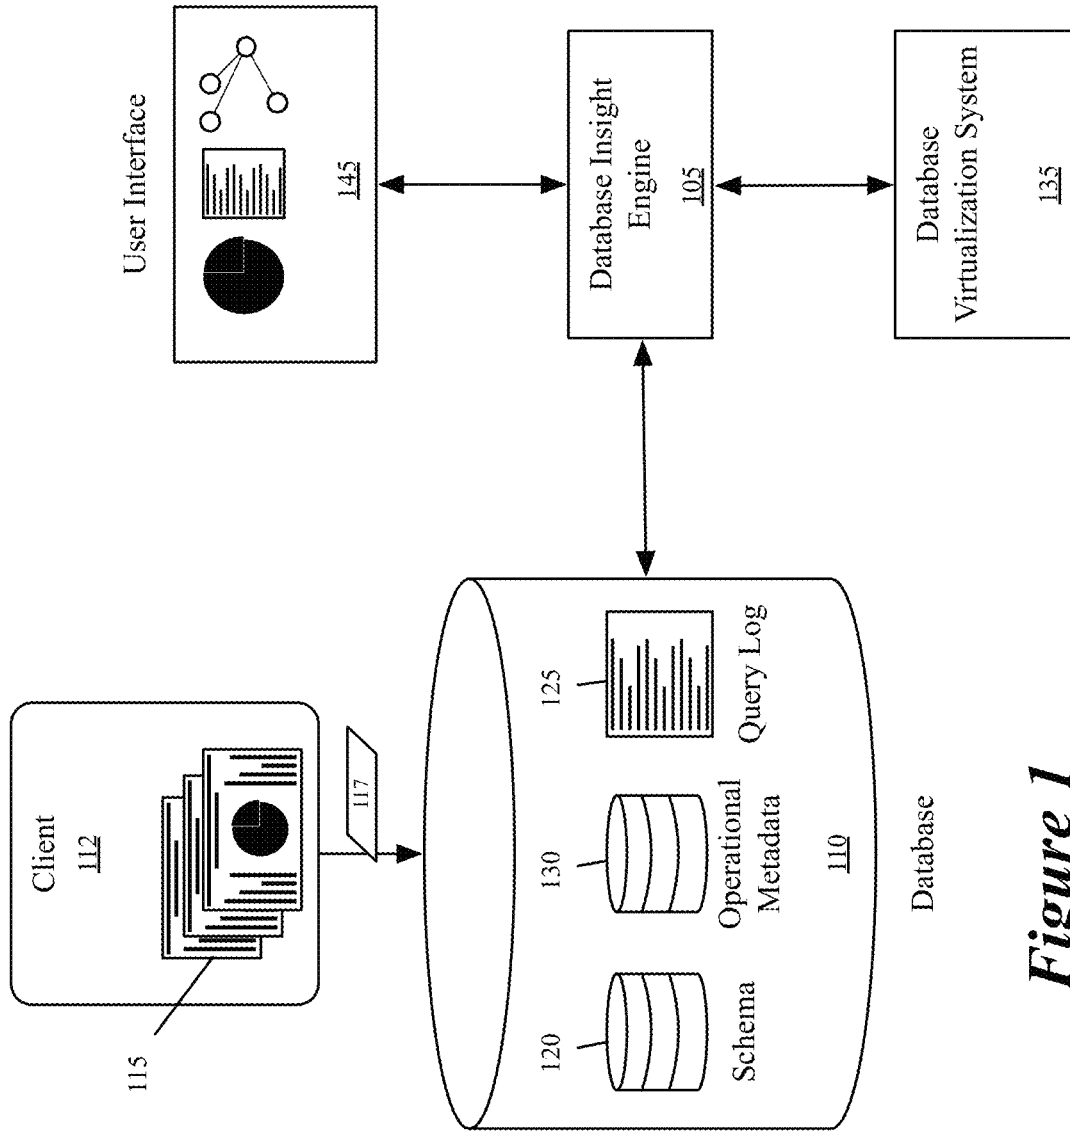 Client
112
115
117
120
Schema
130
Operational
Metadata
125
Query Log
110
Database
User Interface
145
Database Insight
Engine
105
Database
Virtualization System
135
Figure 1